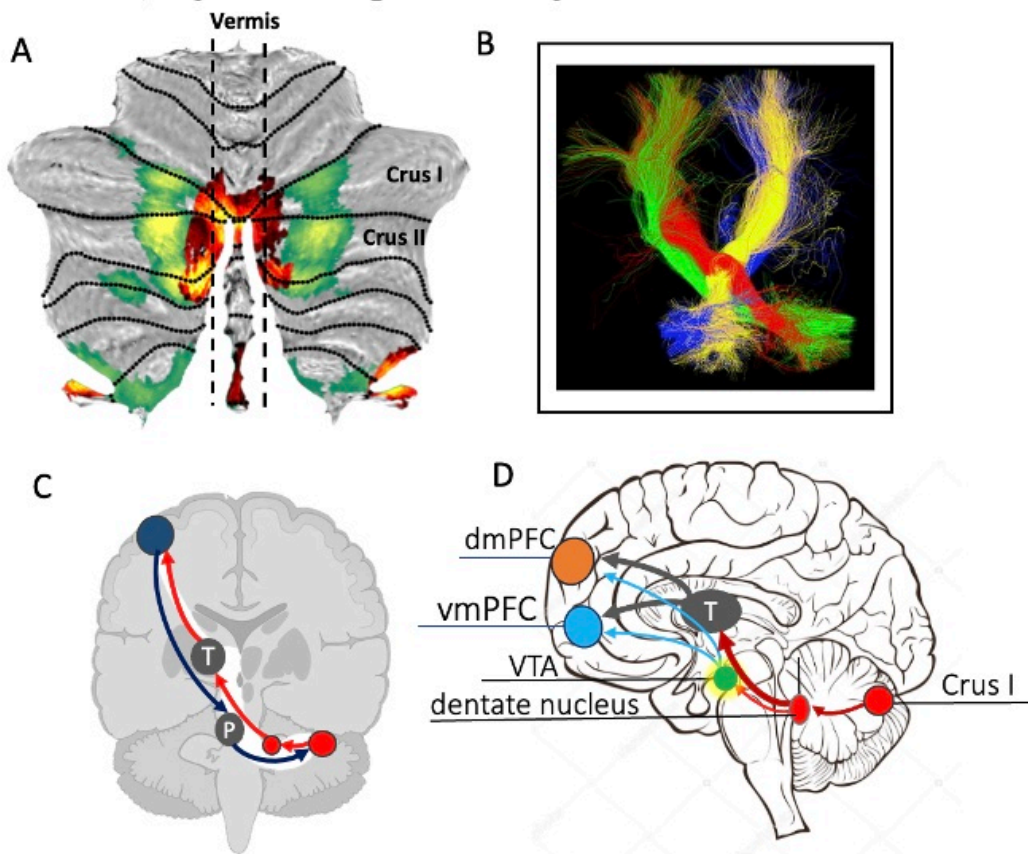 Vermis
A
B
Crus I
Crus II
C
D
T
P
dmPFC
vmPFC
T
VTA
dentate nucleus
Crus I